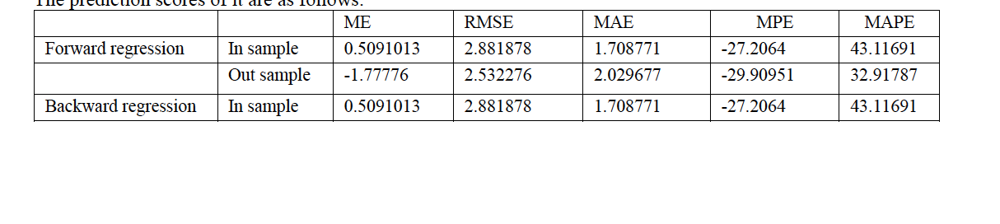 The prediction scores of it are as follows:
ME RMSE MAE MPE MAPE
Forward regression In sample 0.5091013 2.881878 1.708771 -27.2064 43.11691
Out sample -1.77776 2.532276 2.029677 -29.90951 32.91787
Backward regression In sample 0.5091013 2.881878 1.708771 -27.2064 43.11691